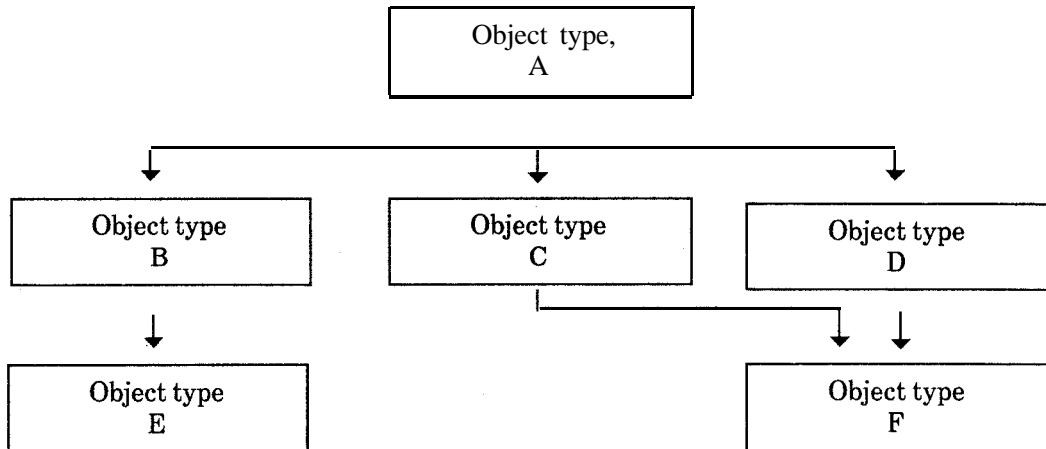 Object type,
A
Object type
B
Object type
C
Object type
D
Object type
E
Object type
F